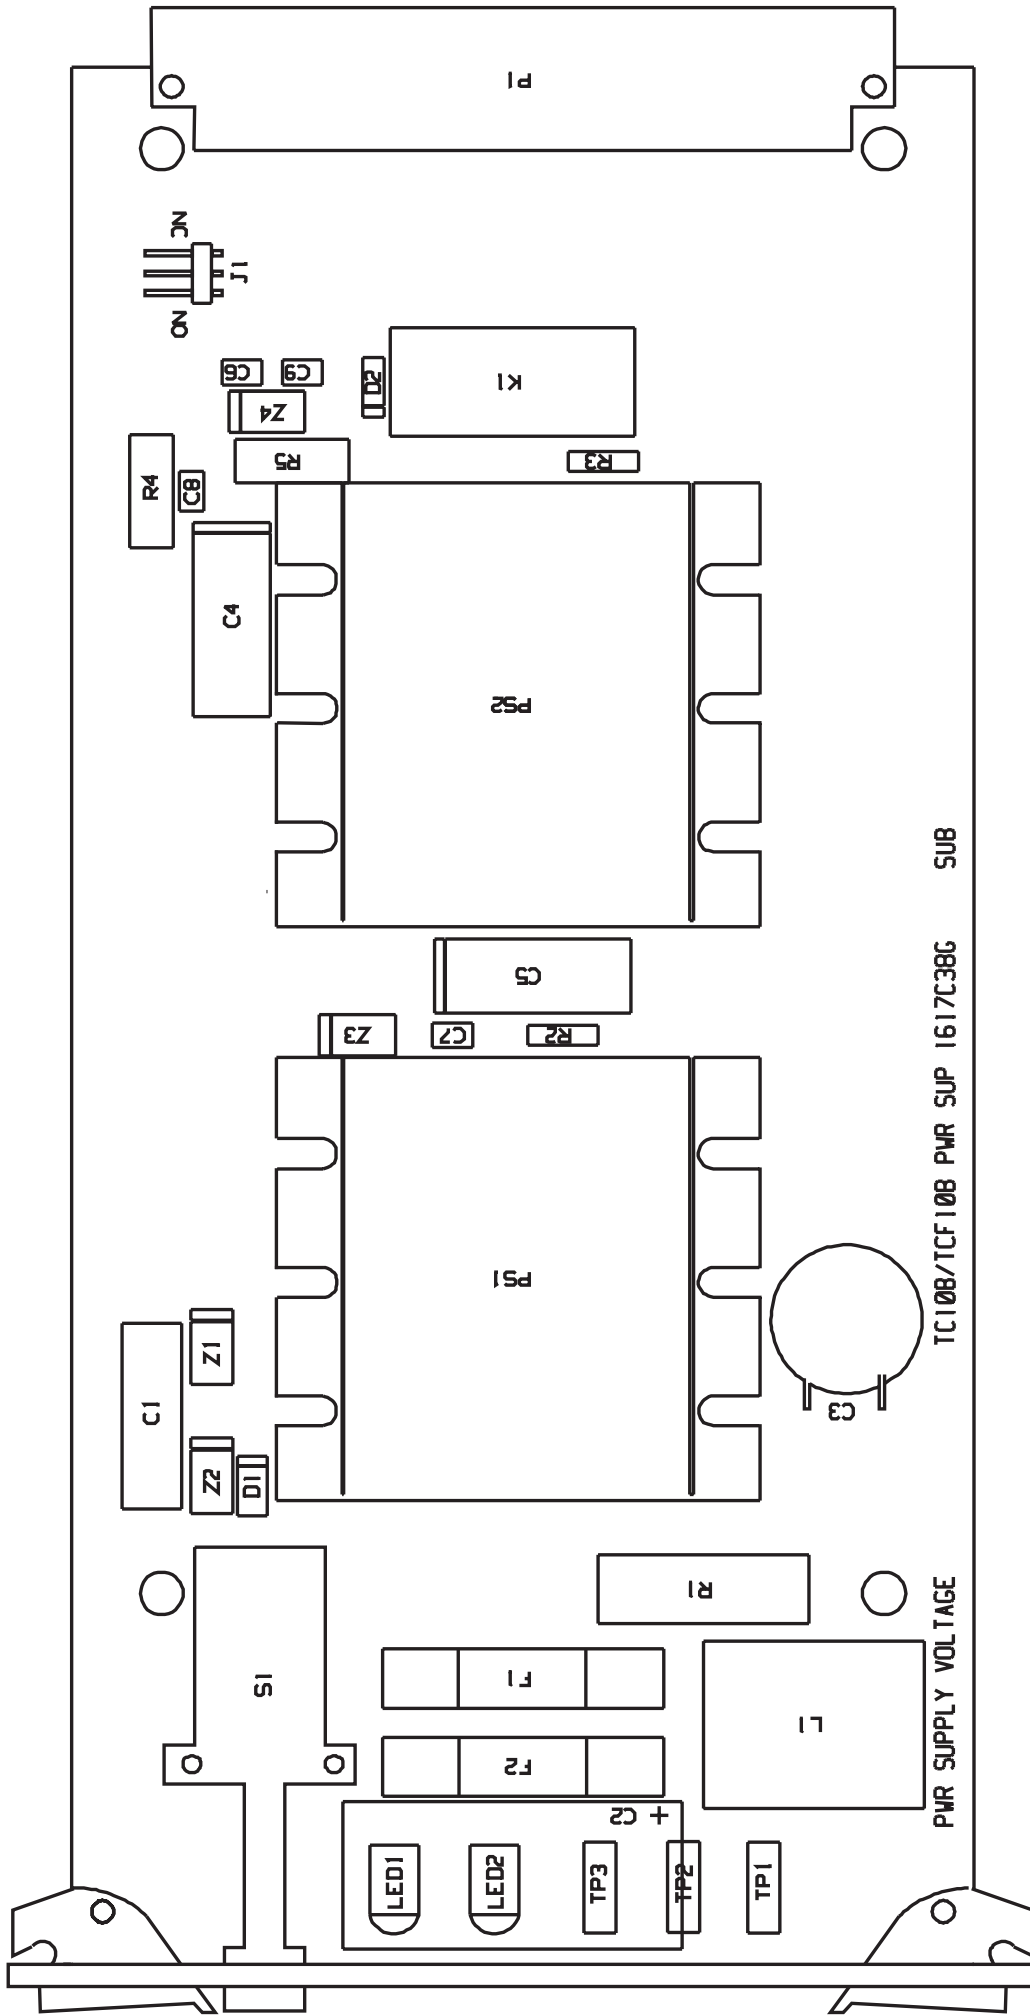 P1
NC
J1
NO
C6
C9
D2
K1
Z4
R5
R3
R4
C8
C4
PS2
SUB
C5
Z3
C7
R2
TC10B/TCF10B PWR SUP 1617C38G
PS1
Z1
C1
C3
Z2
D1
R1
PWR SUPPLY VOLTAGE
S1
F1
L1
F2
C2 +
LED1
LED2
TP3
TP2
TP1